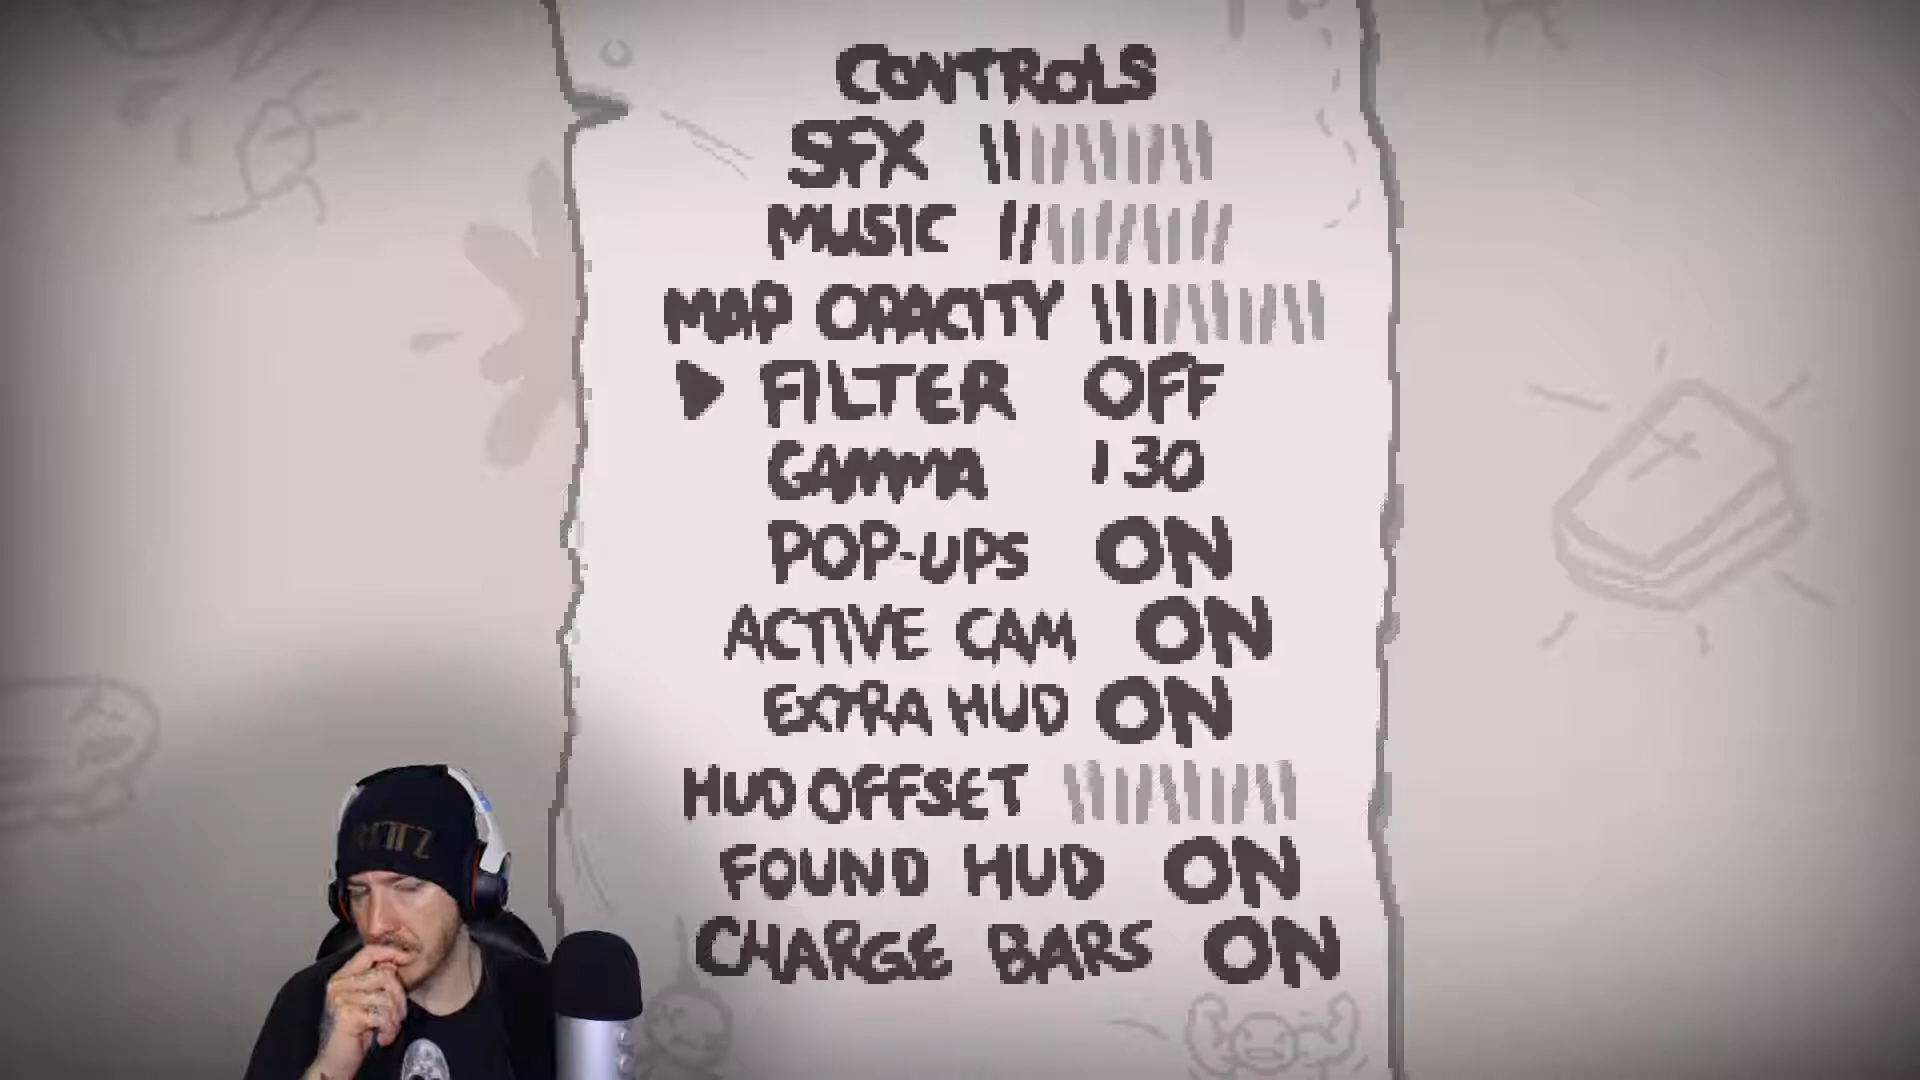 CONTROLS
SFX
MUSIC
MAP OPACITY
FILTER OFF
GAMMA 130
POP-UPS ON
ACTIVE CAM ON
EXTRA HUD ON
HUD OFFSET
FOUND HUD ON
CHARGE BARS ON